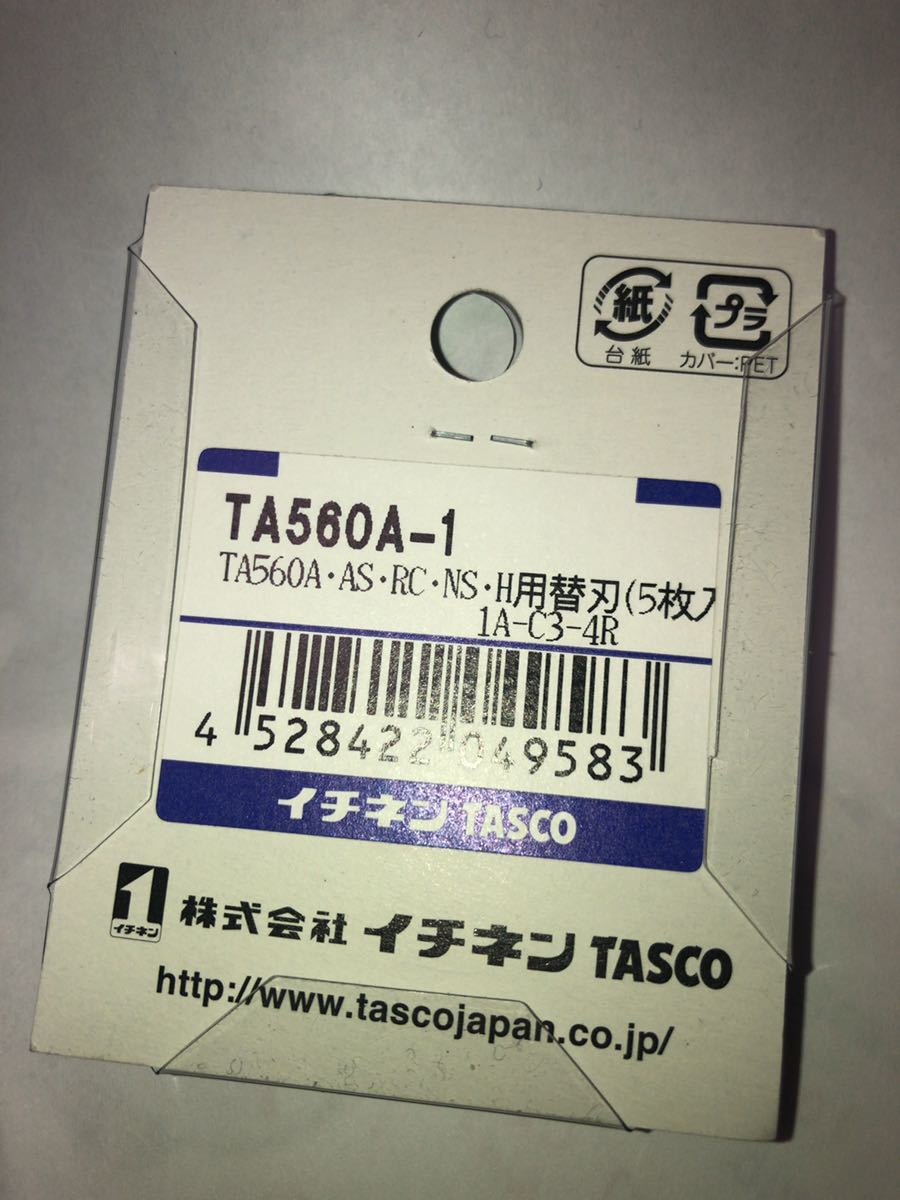 紙 プラ
台紙 カバー:PET
TA560A-1
TA560A・AS・RC・NS・H用替刃(5枚入
1A-C3-4R
4 528422 049583
イチネン TASCO
1 イチネン 株式会社 イチネン TASCO
http://www.tascojapan.co.jp/